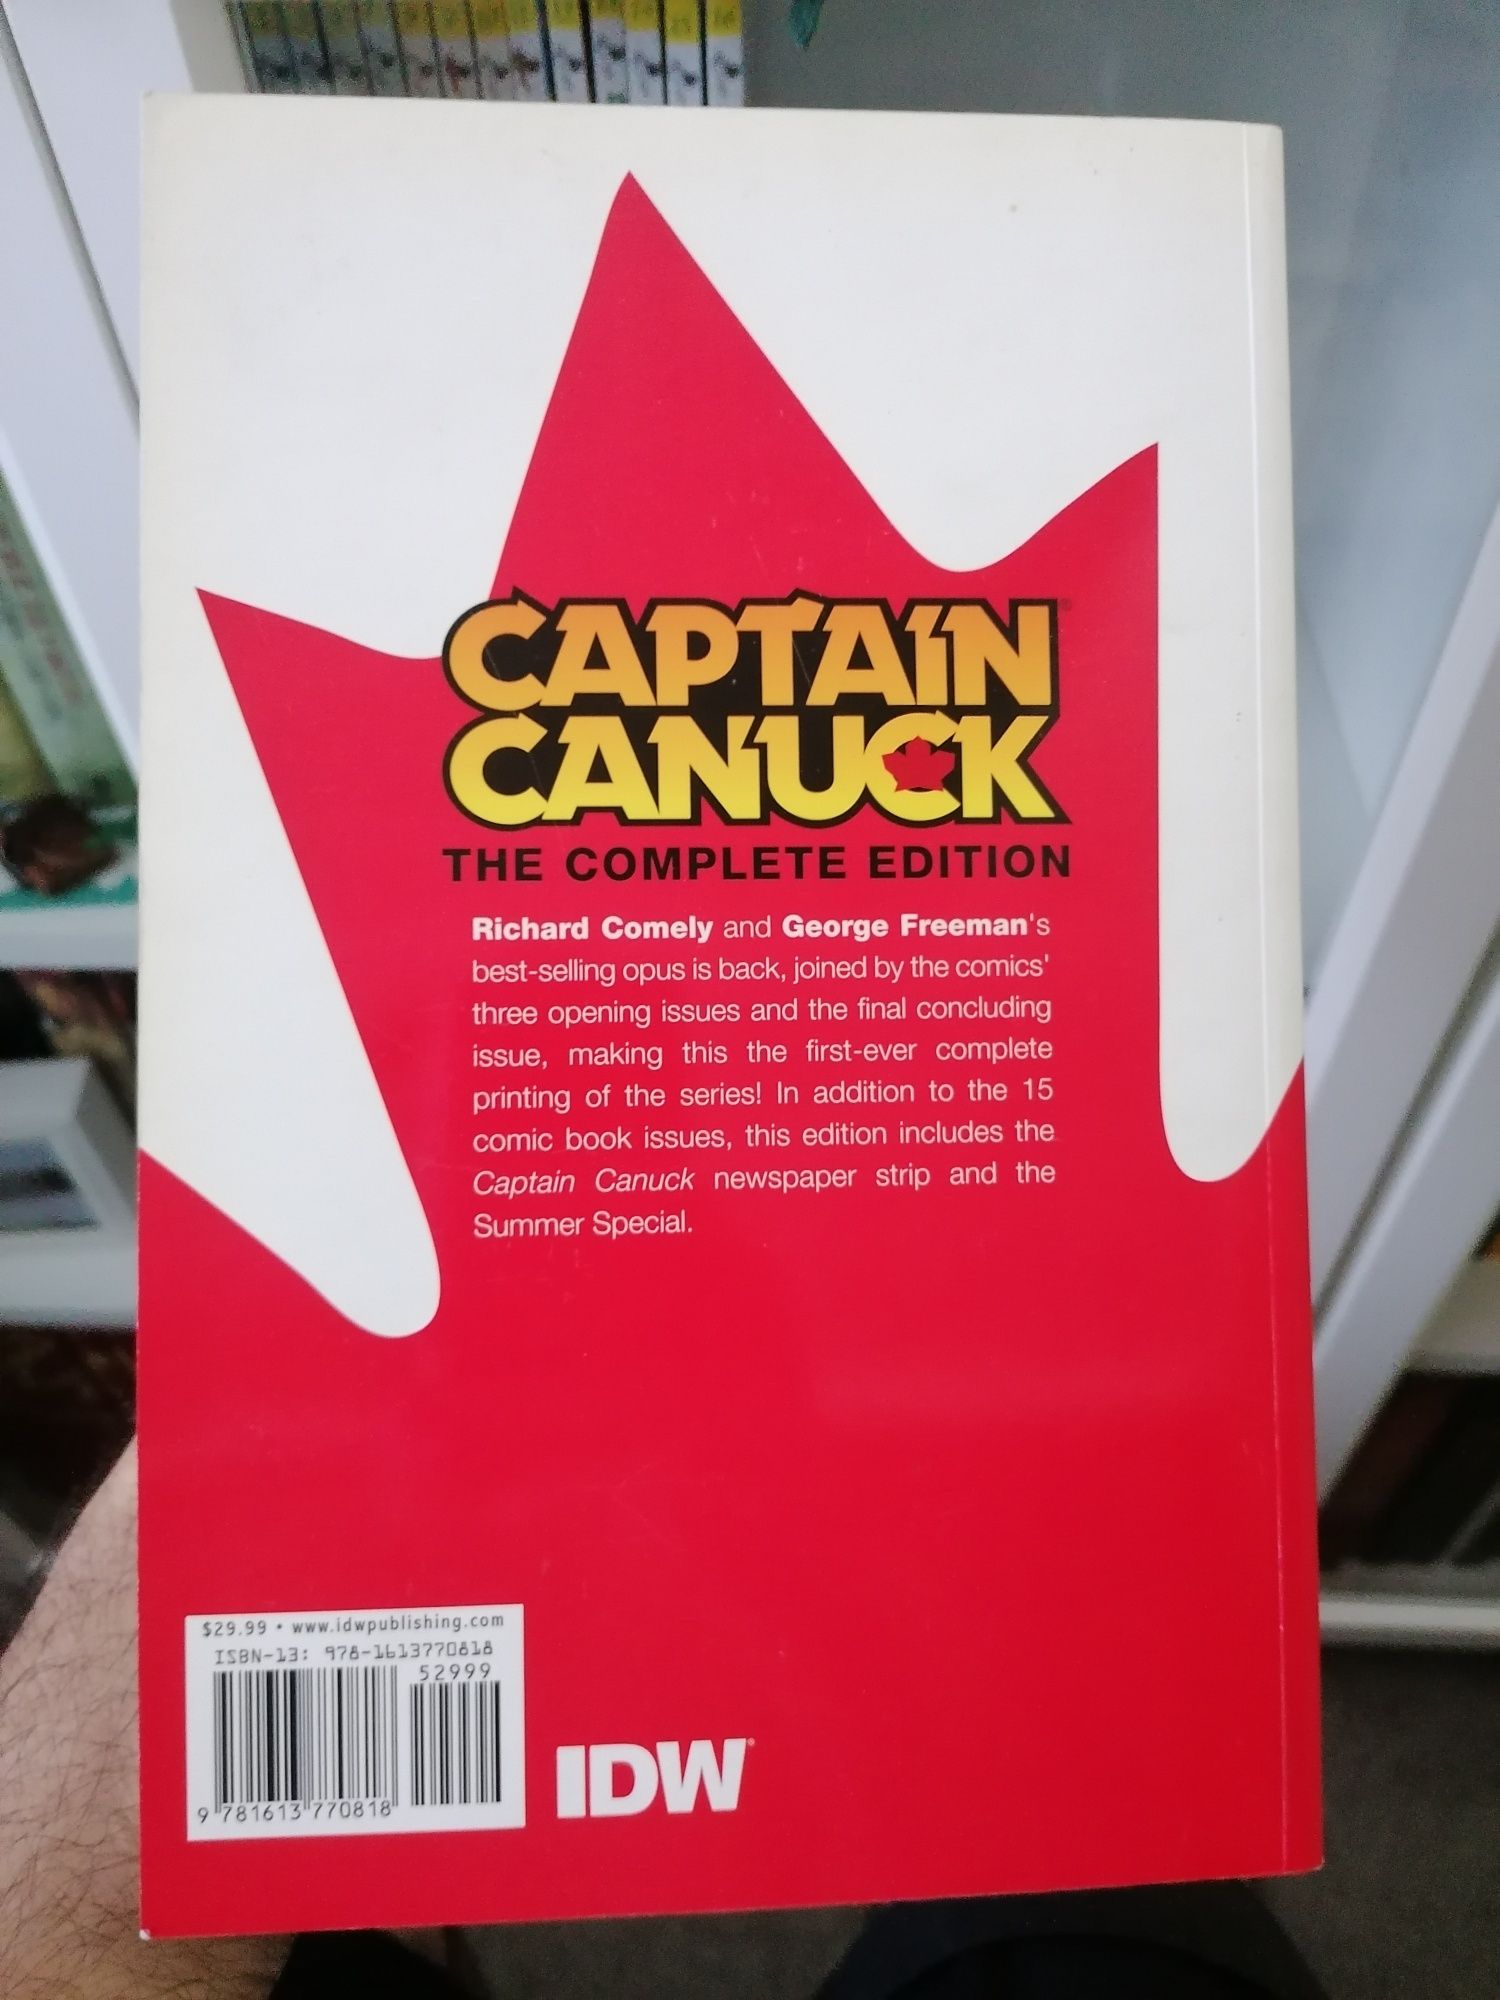 CAPTAIN
CANUCK
THE COMPLETE EDITION
Richard Comely and George Freeman's
best-selling opus is back, joined by the comics'
three opening issues and the final concluding
issue, making this the first-ever complete
printing of the series! In addition to the 15
comic book issues, this edition includes the
Captain Canuck newspaper strip and the
Summer Special.
$29.99 • www.idwpublishing.com
ISBN-13: 978-1613770818
52999
9 781613 770818
IDW